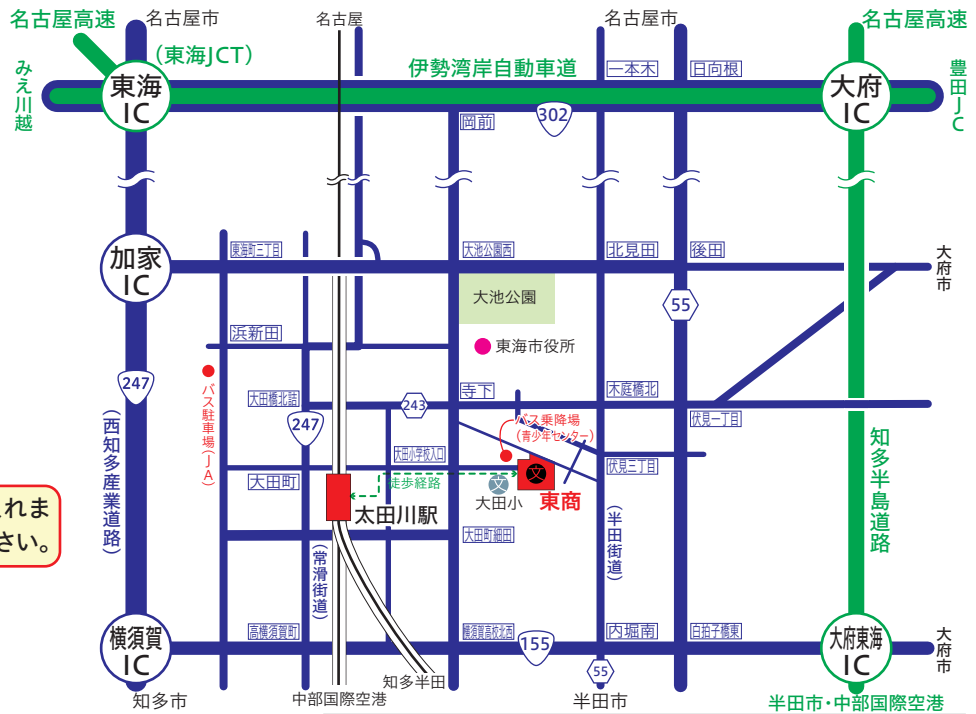 名古屋高速
名古屋市
名古屋
名古屋市
名古屋高速
(東海JCT)
みえ川越
東海
IC
伊勢湾岸自動車道
一本木
日向根
大府
IC
豊田JC
岡前
302
加家
IC
東海町三丁目
大池公園西
北見田
後田
大府市
大池公園
55
浜新田
東海市役所
247
バス駐車場(JA)
大田橋北詰
243
寺下
木庭橋北
247
バス乗降場
(青少年センター)
伏見一丁目
(西知多産業道路)
大田小学校入口
文
伏見三丁目
知多半島道路
大田町
徒歩経路
文
大田小
東商
れま
さい。
太田川駅
(半田街道)
大田町細田
(常滑街道)
横須賀
IC
高横須賀町
横須賀高校北西
155
内堀南
白拍子橋東
大府東海
IC
大府市
55
知多市
中部国際空港
知多半田
半田市
半田市・中部国際空港